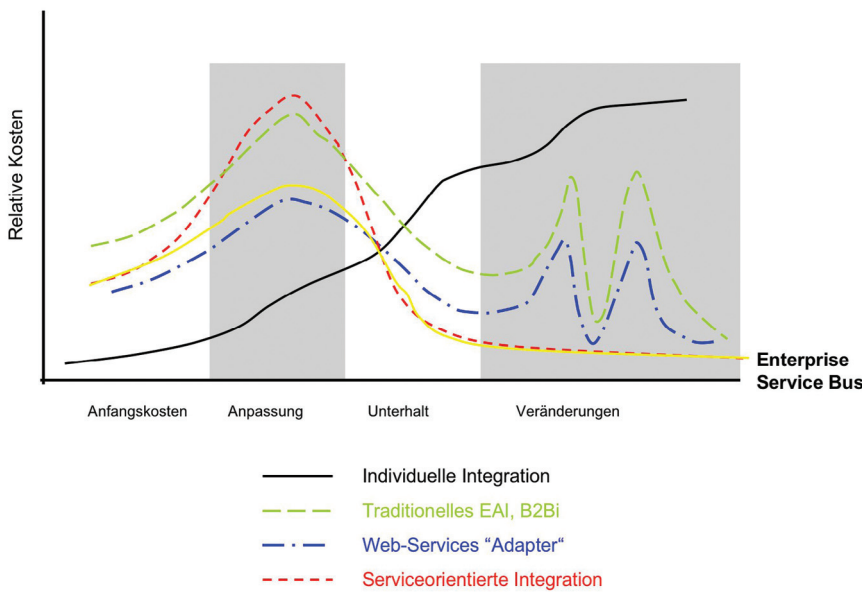 Relative Kosten
Enterprise
Service Bus
Anfangskosten Anpassung Unterhalt Veränderungen
Individuelle Integration
Traditionelles EAI, B2Bi
Web-Services “Adapter“
Serviceorientierte Integration